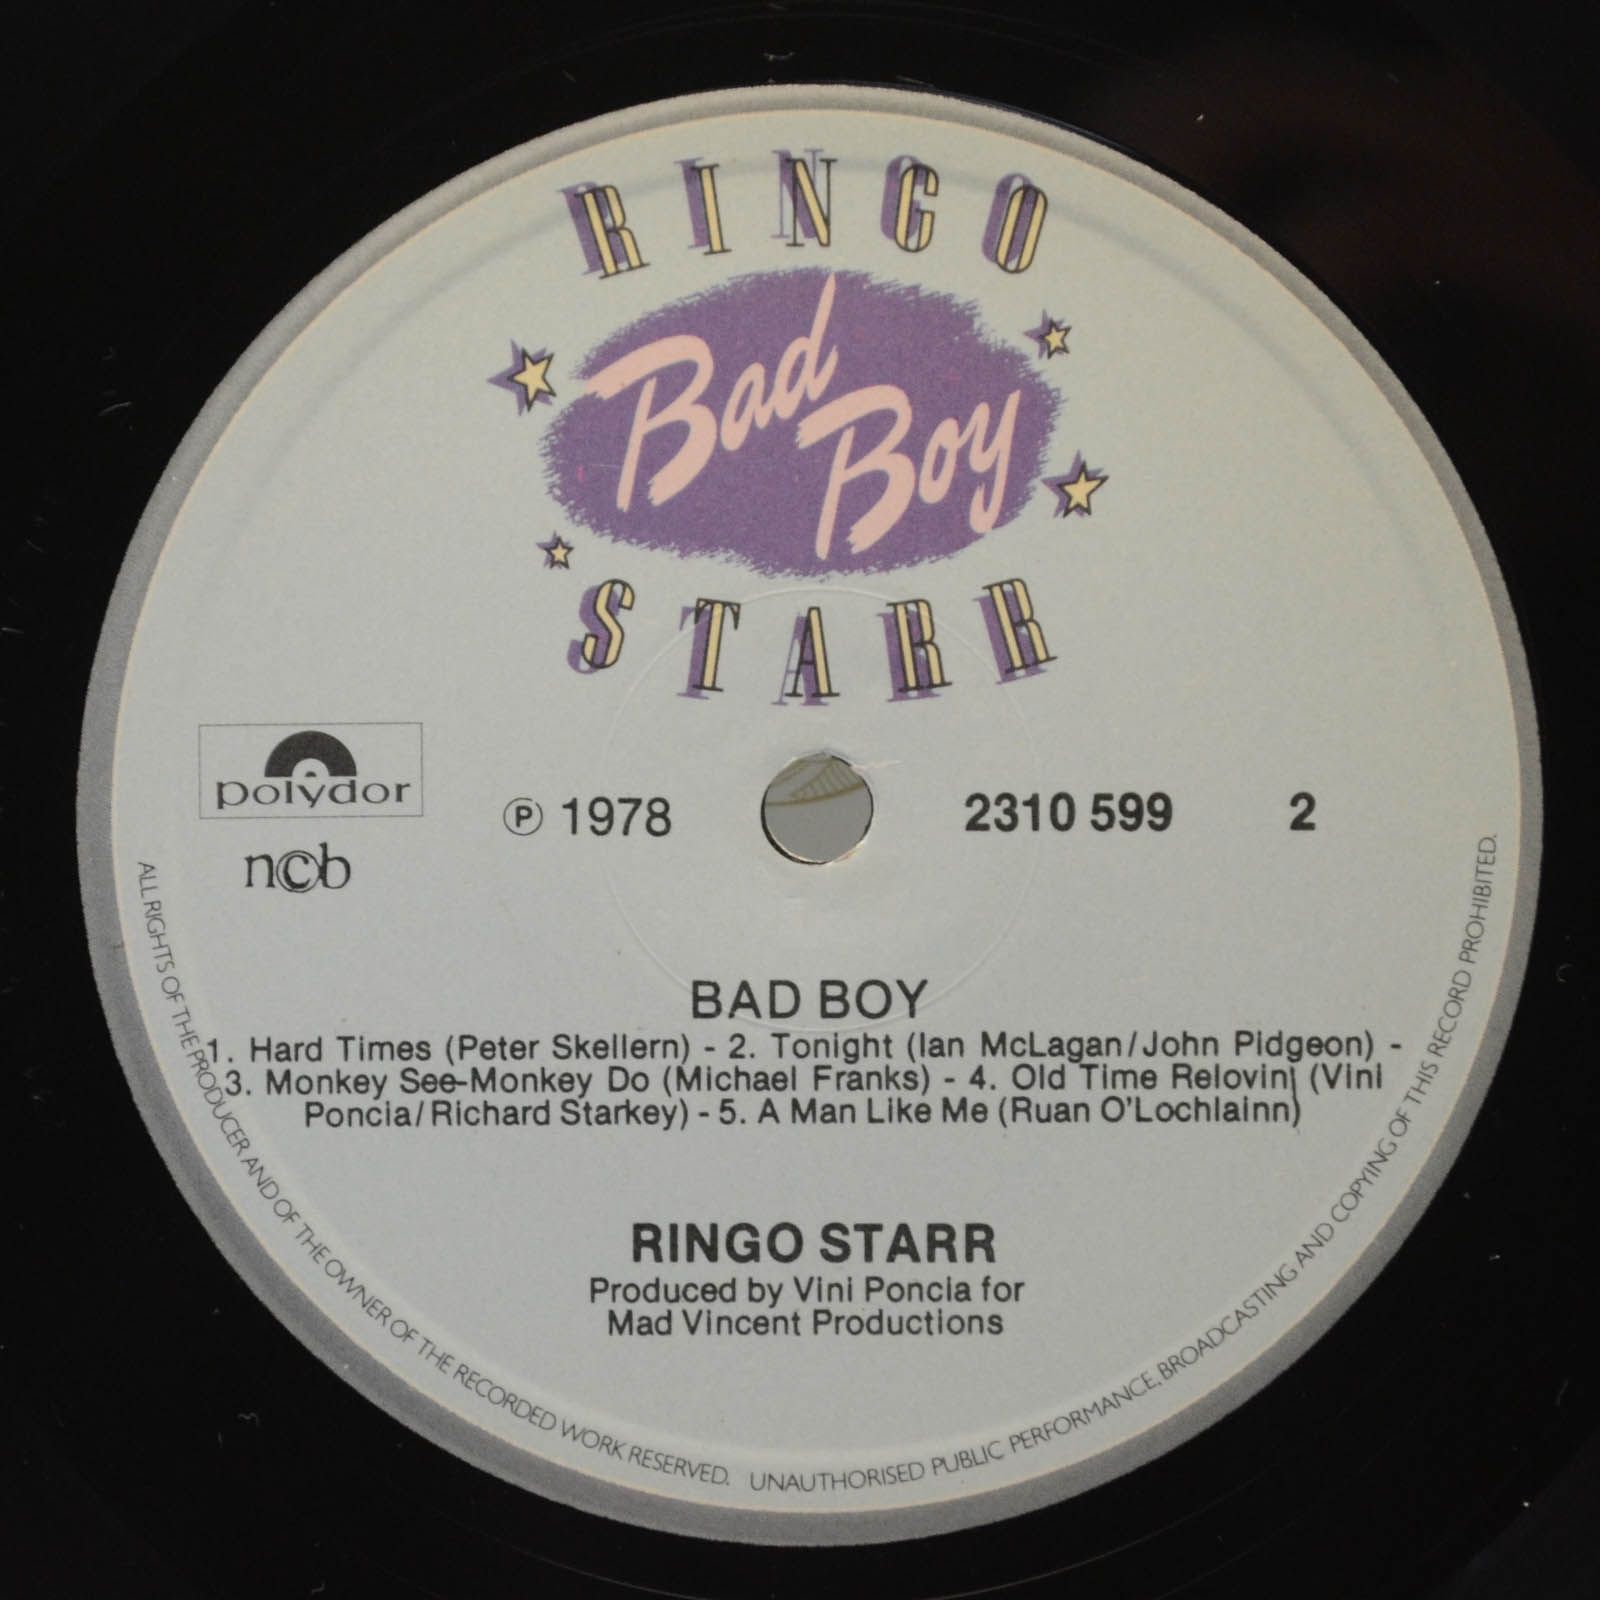 RINGO
Bad
Boy
STARR
polydor
ncb
℗ 1978
2310 599
2
BAD BOY
1. Hard Times (Peter Skellern) - 2. Tonight (Ian McLagan/John Pidgeon) -
3. Monkey See-Monkey Do (Michael Franks) - 4. Old Time Relovin' (Vini
Poncia/Richard Starkey) - 5. A Man Like Me (Ruan O'Lochlainn)
RINGO STARR
Produced by Vini Poncia for
Mad Vincent Productions
ALL RIGHTS OF THE PRODUCER AND OF THE OWNER OF THE RECORDED WORK RESERVED. UNAUTHORISED PUBLIC PERFORMANCE, BROADCASTING AND COPYING OF THIS RECORD PROHIBITED.